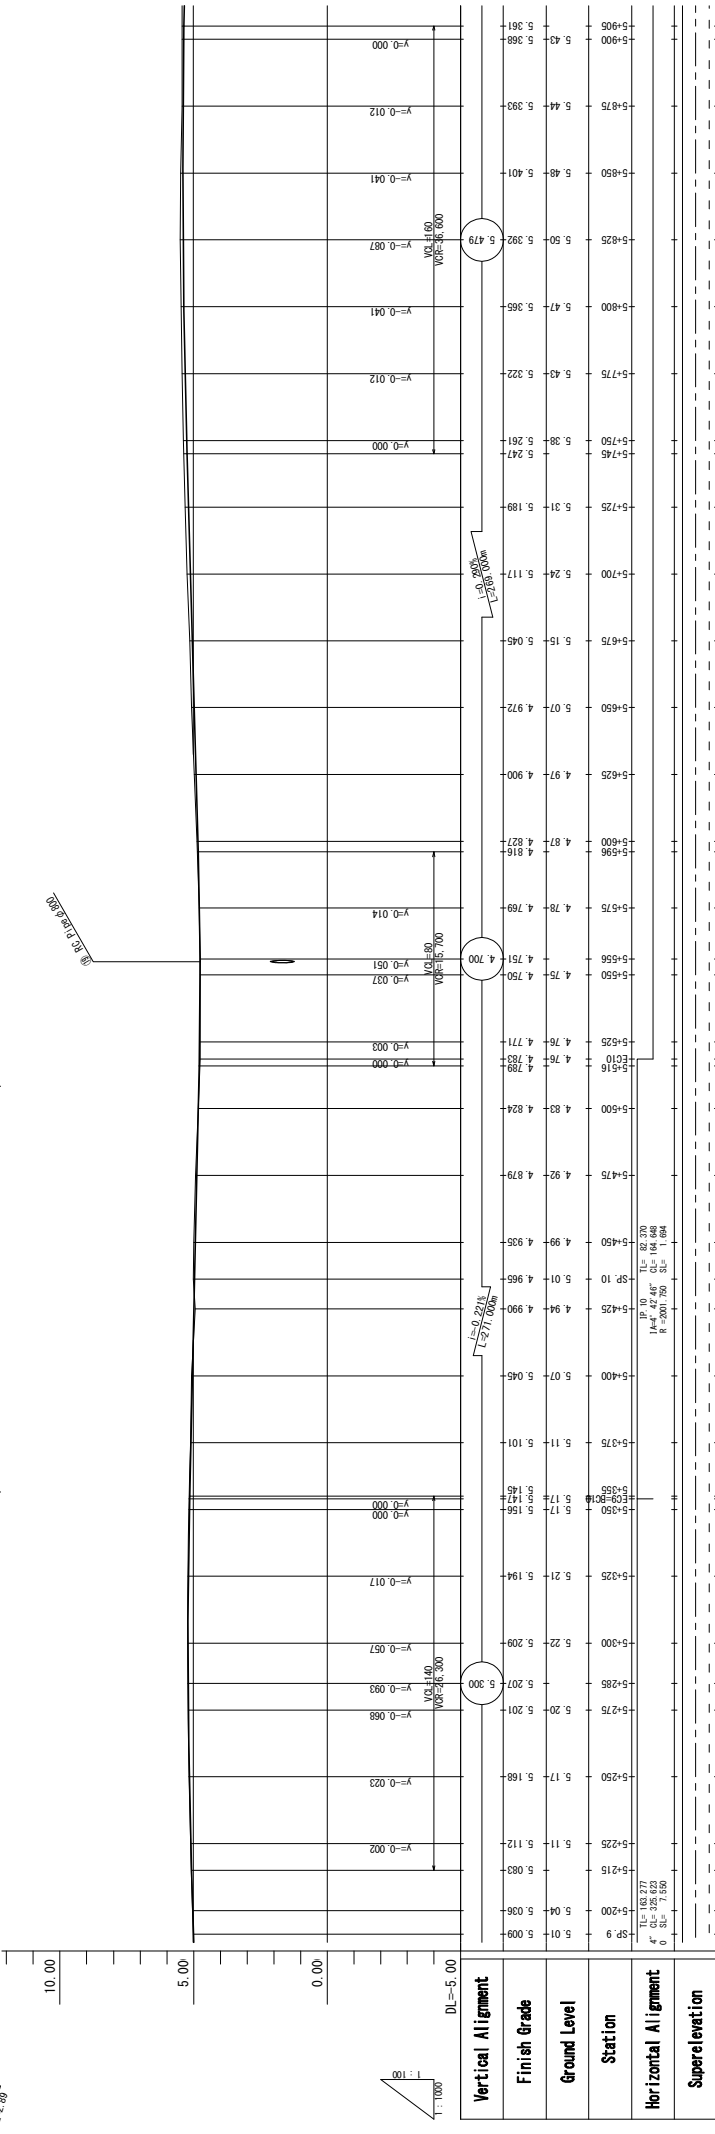 10.00
5.00
0.00
DL=-5.00
1 : 100
1 : 1000
⑲ RC Pipe φ800
y=-0.002
y=-0.023
y=-0.068
y=-0.093
y=-0.057
y=-0.017
y=0.000
y=0.000
y=0.000
y=0.003
y=0.037
y=0.051
y=0.014
y=0.000
y=-0.012
y=-0.041
y=-0.087
y=-0.041
y=-0.012
y=0.000
VCL=140
VCR=26.300
VCL=80
VCR=15.700
VCL=160
VCR=36.600
Vertical Alignment
5.300
i=-0.221%
L=271.000m
4.700
i=0.290%
L=269.000m
5.479
Finish Grade
5.009
5.036
5.083
5.112
5.168
5.201
5.207
5.209
5.194
5.156
5.147
5.145
5.101
5.045
4.990
4.965
4.935
4.879
4.824
4.789
4.783
4.771
4.750
4.751
4.769
4.816
4.827
4.900
4.972
5.045
5.117
5.189
5.247
5.261
5.322
5.365
5.392
5.401
5.393
5.368
5.361
Ground Level
5.01
5.04
5.11
5.17
5.20
5.22
5.21
5.17
5.17
5.11
5.07
4.94
5.01
4.99
4.92
4.83
4.76
4.76
4.75
4.78
4.87
4.97
5.07
5.15
5.24
5.31
5.38
5.43
5.47
5.50
5.48
5.44
5.43
Station
SP.9
5+200
5+215
5+225
5+250
5+275
5+285
5+300
5+325
5+350
EC9=BC10
5+355
5+375
5+400
5+425
SP.10
5+450
5+475
5+500
5+516
EC10
5+525
5+550
5+556
5+575
5+596
5+600
5+625
5+650
5+675
5+700
5+725
5+745
5+750
5+775
5+800
5+825
5+850
5+875
5+900
5+905
Horizontal Alignment
TL= 163.277
4" CL= 325.623
0 SL= 7.550
IP.10 TL= 82.370
IA=4° 42' 46" CL= 164.648
R =2001.750 SL= 1.694
Superelevation